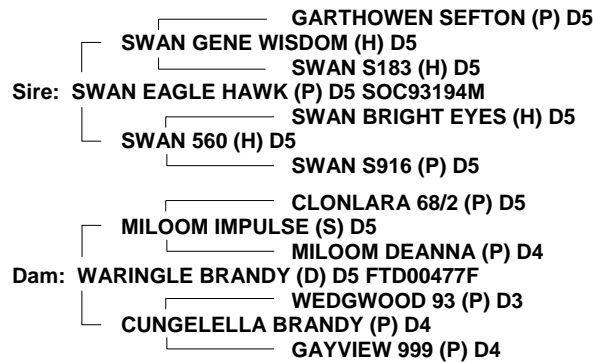 GARTHOWEN SEFTON (P) D5
SWAN GENE WISDOM (H) D5
SWAN S183 (H) D5
Sire: SWAN EAGLE HAWK (P) D5 SOC93194M
SWAN BRIGHT EYES (H) D5
SWAN 560 (H) D5
SWAN S916 (P) D5
CLONLARA 68/2 (P) D5
MILOOM IMPULSE (S) D5
MILOOM DEANNA (P) D4
Dam: WARINGLE BRANDY (D) D5 FTD00477F
WEDGWOOD 93 (P) D3
CUNGELELLA BRANDY (P) D4
GAYVIEW 999 (P) D4